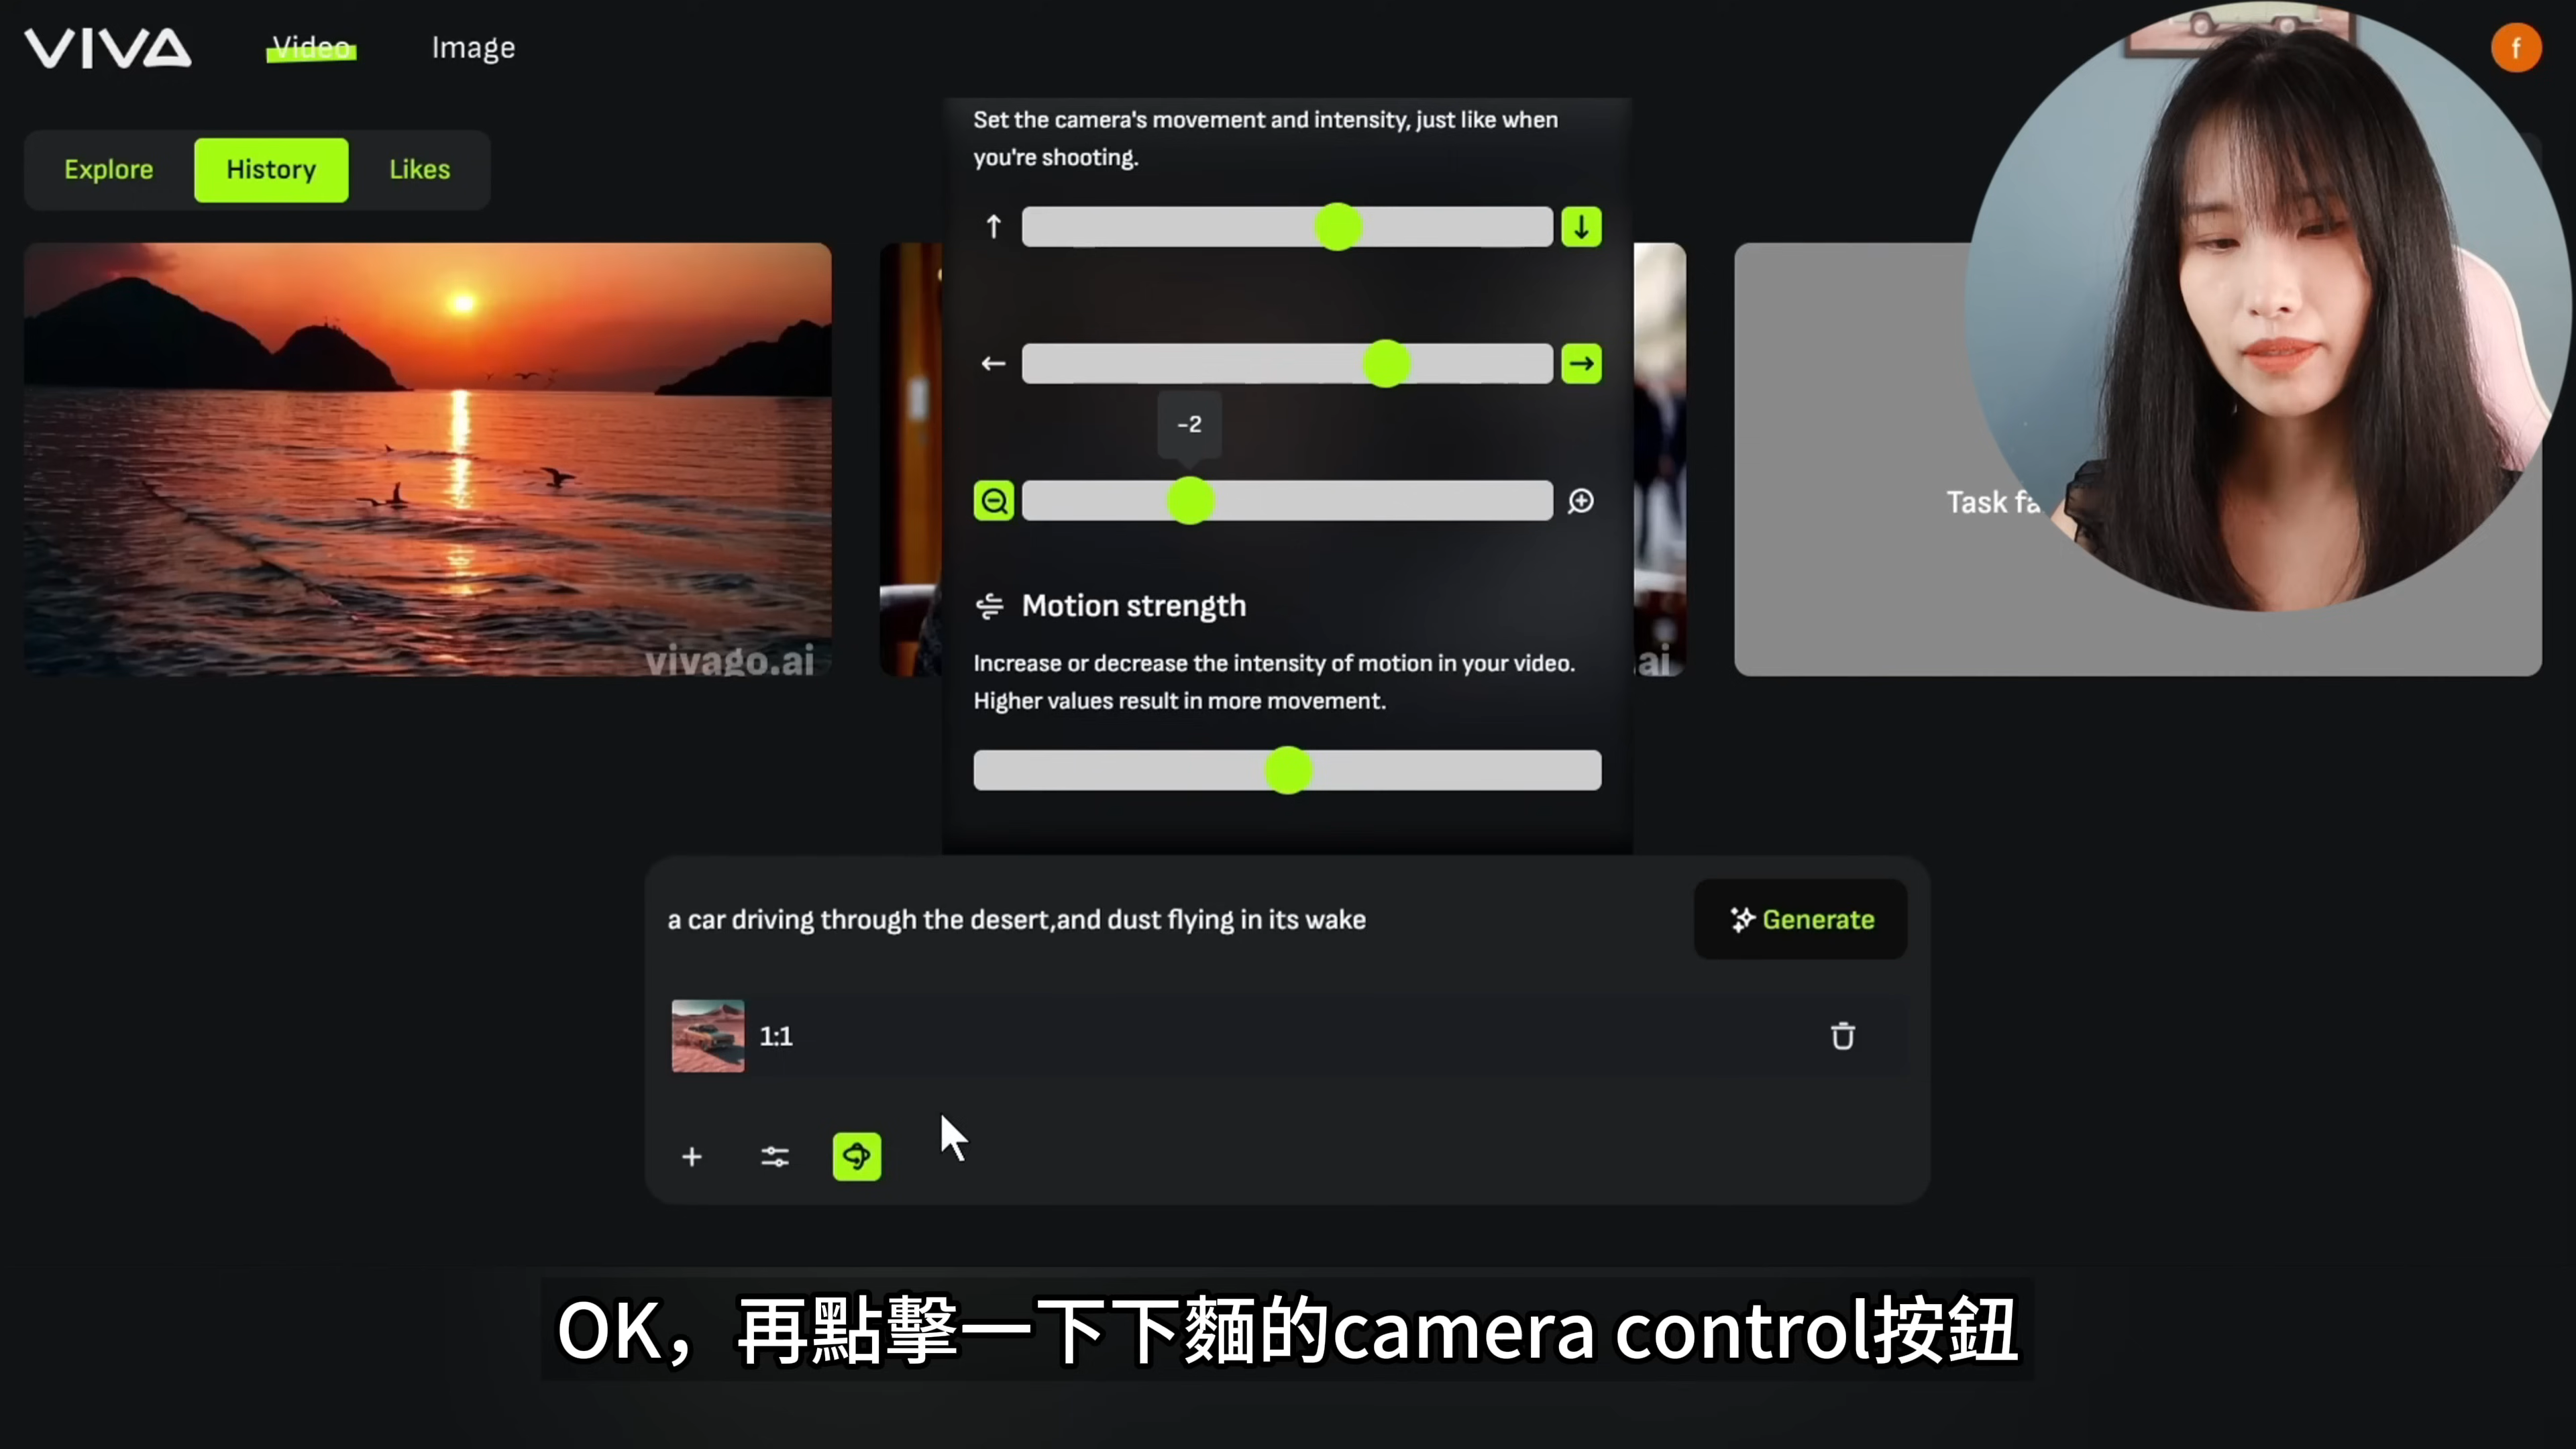 VIVA
Video
Image
f
Explore
History
Likes
Set the camera's movement and intensity, just like when
you're shooting.
-2
Task
vivago.ai
ai
Motion strength
Increase or decrease the intensity of motion in your video.
Higher values result in more movement.
a car driving through the desert,and dust flying in its wake
Generate
1:1
OK，再點擊一下下麵的camera control按鈕